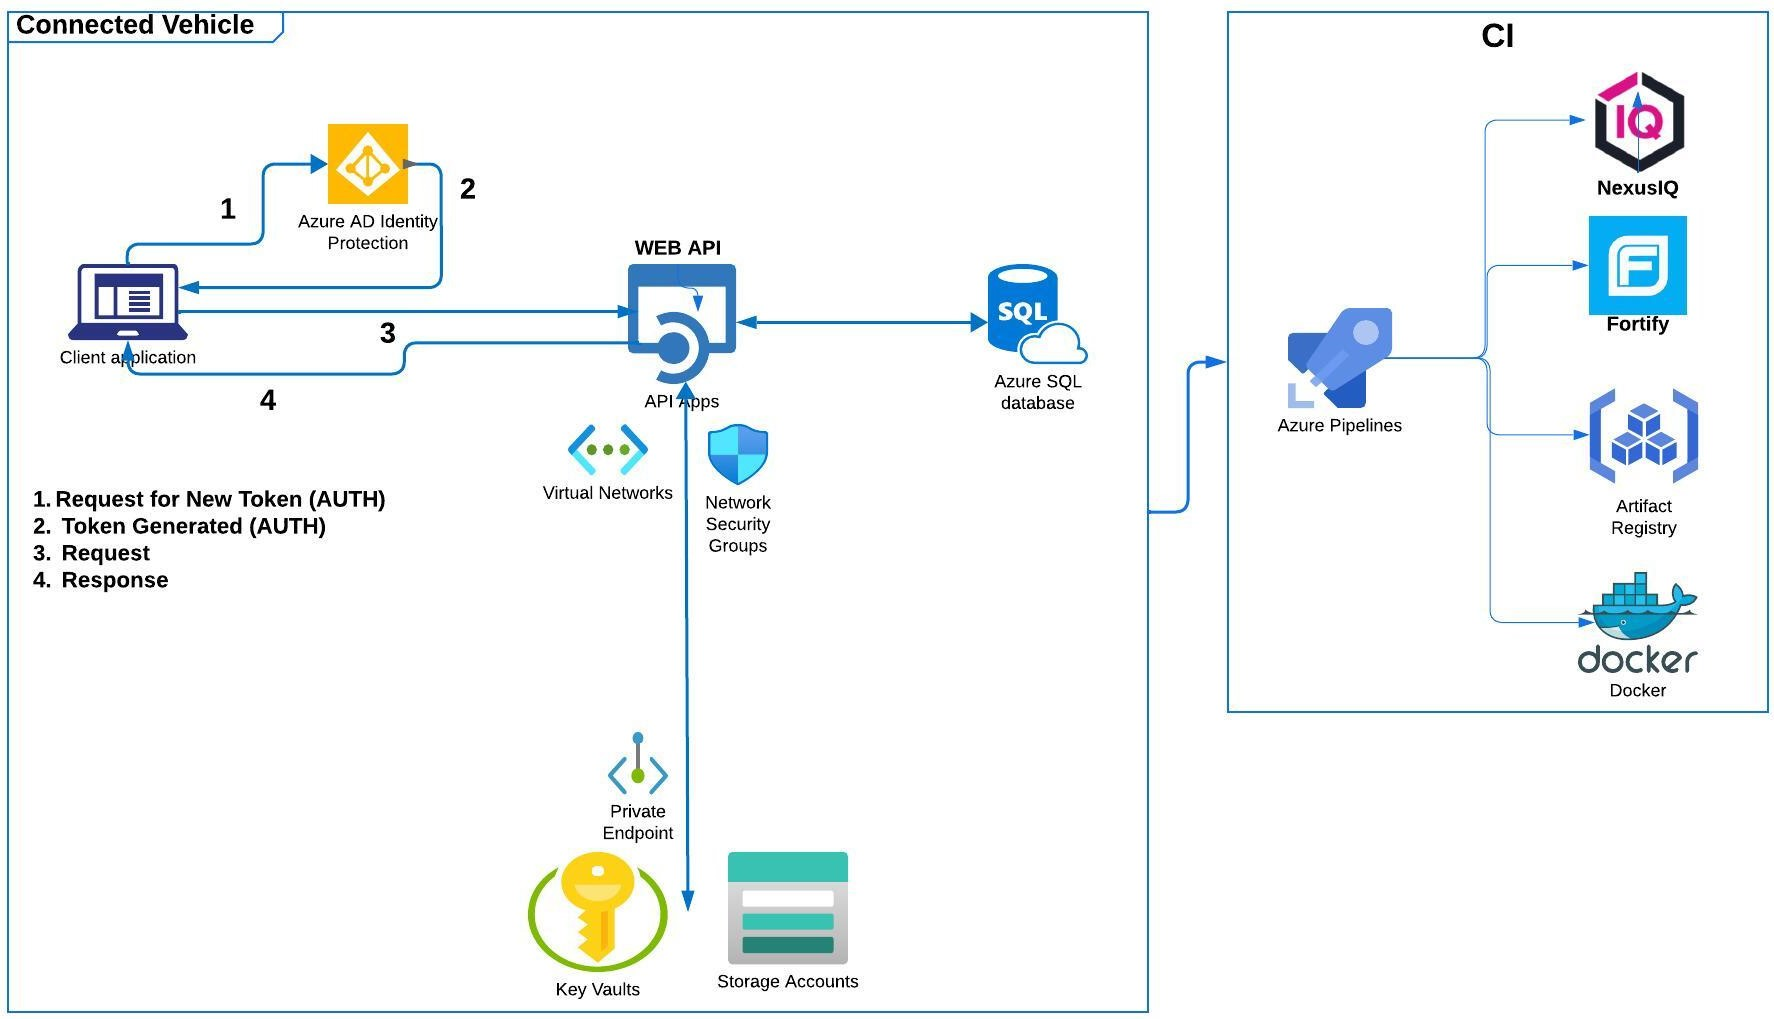 Connected Vehicle
1
2
Azure AD Identity
Protection
Client application
3
4
WEB API
API Apps
SQL
Azure SQL
database
Virtual Networks
Network
Security
Groups
1. Request for New Token (AUTH)
2. Token Generated (AUTH)
3. Request
4. Response
Private
Endpoint
Key Vaults
Storage Accounts
CI
Azure Pipelines
IQ
NexusIQ
F
Fortify
Artifact
Registry
docker
Docker